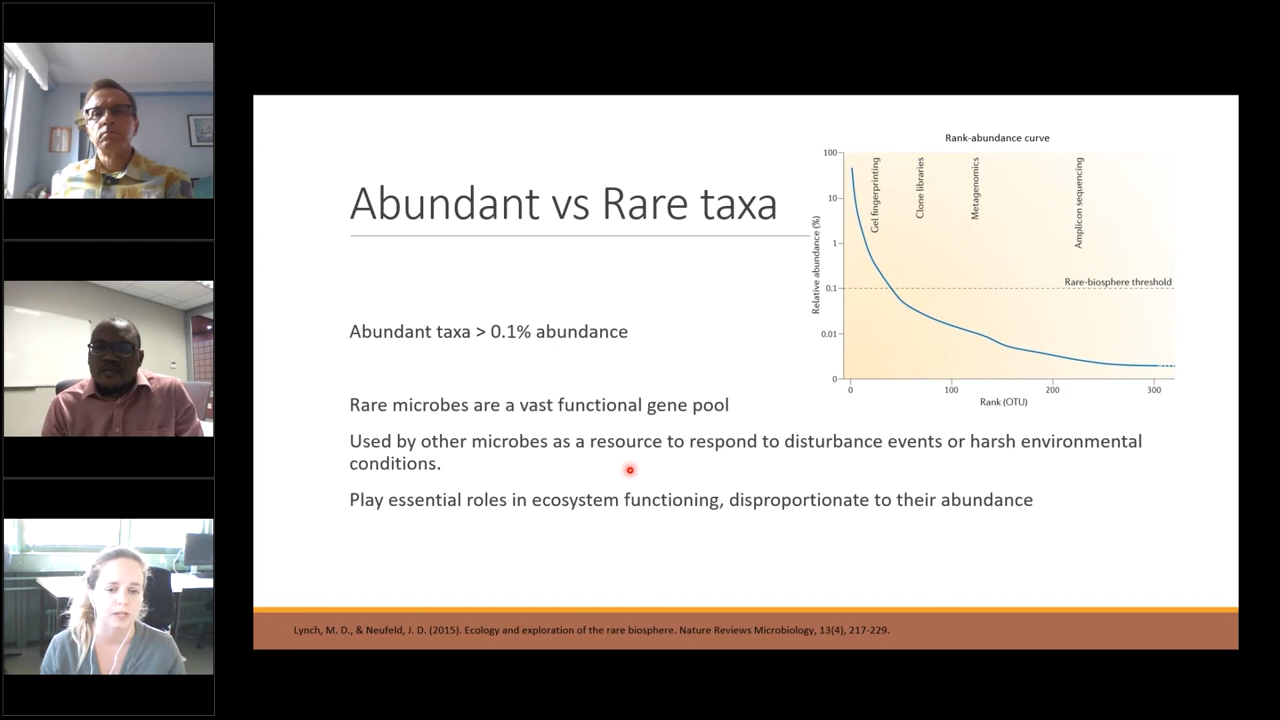 Abundant vs Rare taxa
Abundant taxa > 0.1% abundance
Rare microbes are a vast functional gene pool
Used by other microbes as a resource to respond to disturbance events or harsh environmental
conditions.
Play essential roles in ecosystem functioning, disproportionate to their abundance
Rank-abundance curve
Relative abundance (%)
100
10
1
0.1
0.01
0
Gel fingerprinting
Clone libraries
Metagenomics
Amplicon sequencing
Rare-biosphere threshold
0
100
200
300
Rank (OTU)
Lynch, M. D., & Neufeld, J. D. (2015). Ecology and exploration of the rare biosphere. Nature Reviews Microbiology, 13(4), 217-229.